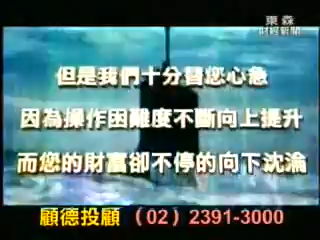 東森
財經新聞
但是我們十分替您心急
因為操作困難度不斷向上提升
而您的財富卻不停的向下沈淪
顧德投顧 (02) 2391-3000